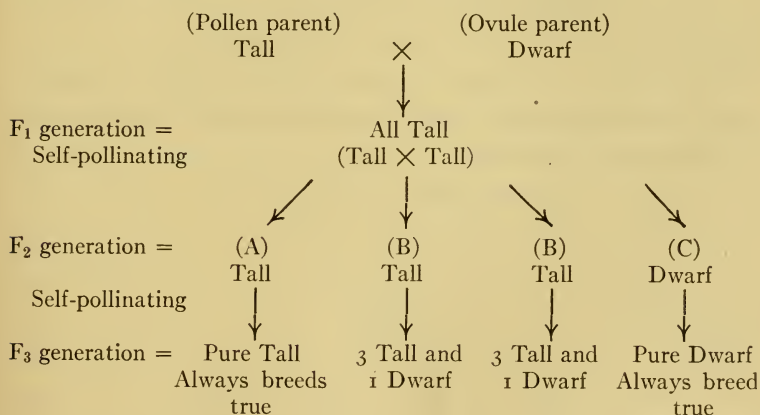 (Pollen parent) (Ovule parent)
Tall × Dwarf
F₁ generation = All Tall
Self-pollinating (Tall × Tall)
F₂ generation = (A) (B) (B) (C)
Tall Tall Tall Dwarf
Self-pollinating
F₃ generation = Pure Tall 3 Tall and 3 Tall and Pure Dwarf
Always breeds 1 Dwarf 1 Dwarf Always breed
true true